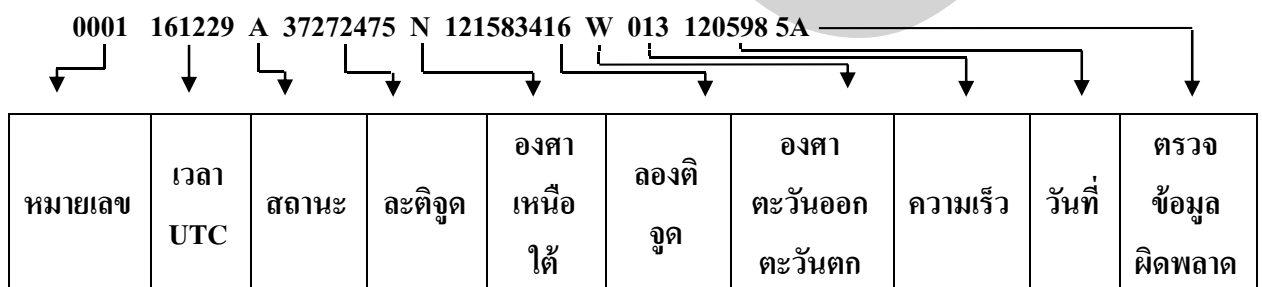 0001 161229 A 37272475 N 121583416 W 013 120598 5A
หมายเลข
เวลา
UTC
สถานะ
ละติจูด
องศา
เหนือ
ใต้
ลองติ
จูด
องศา
ตะวันออก
ตะวันตก
ความเร็ว
วันที่
ตรวจ
ข้อมูล
ผิดพลาด